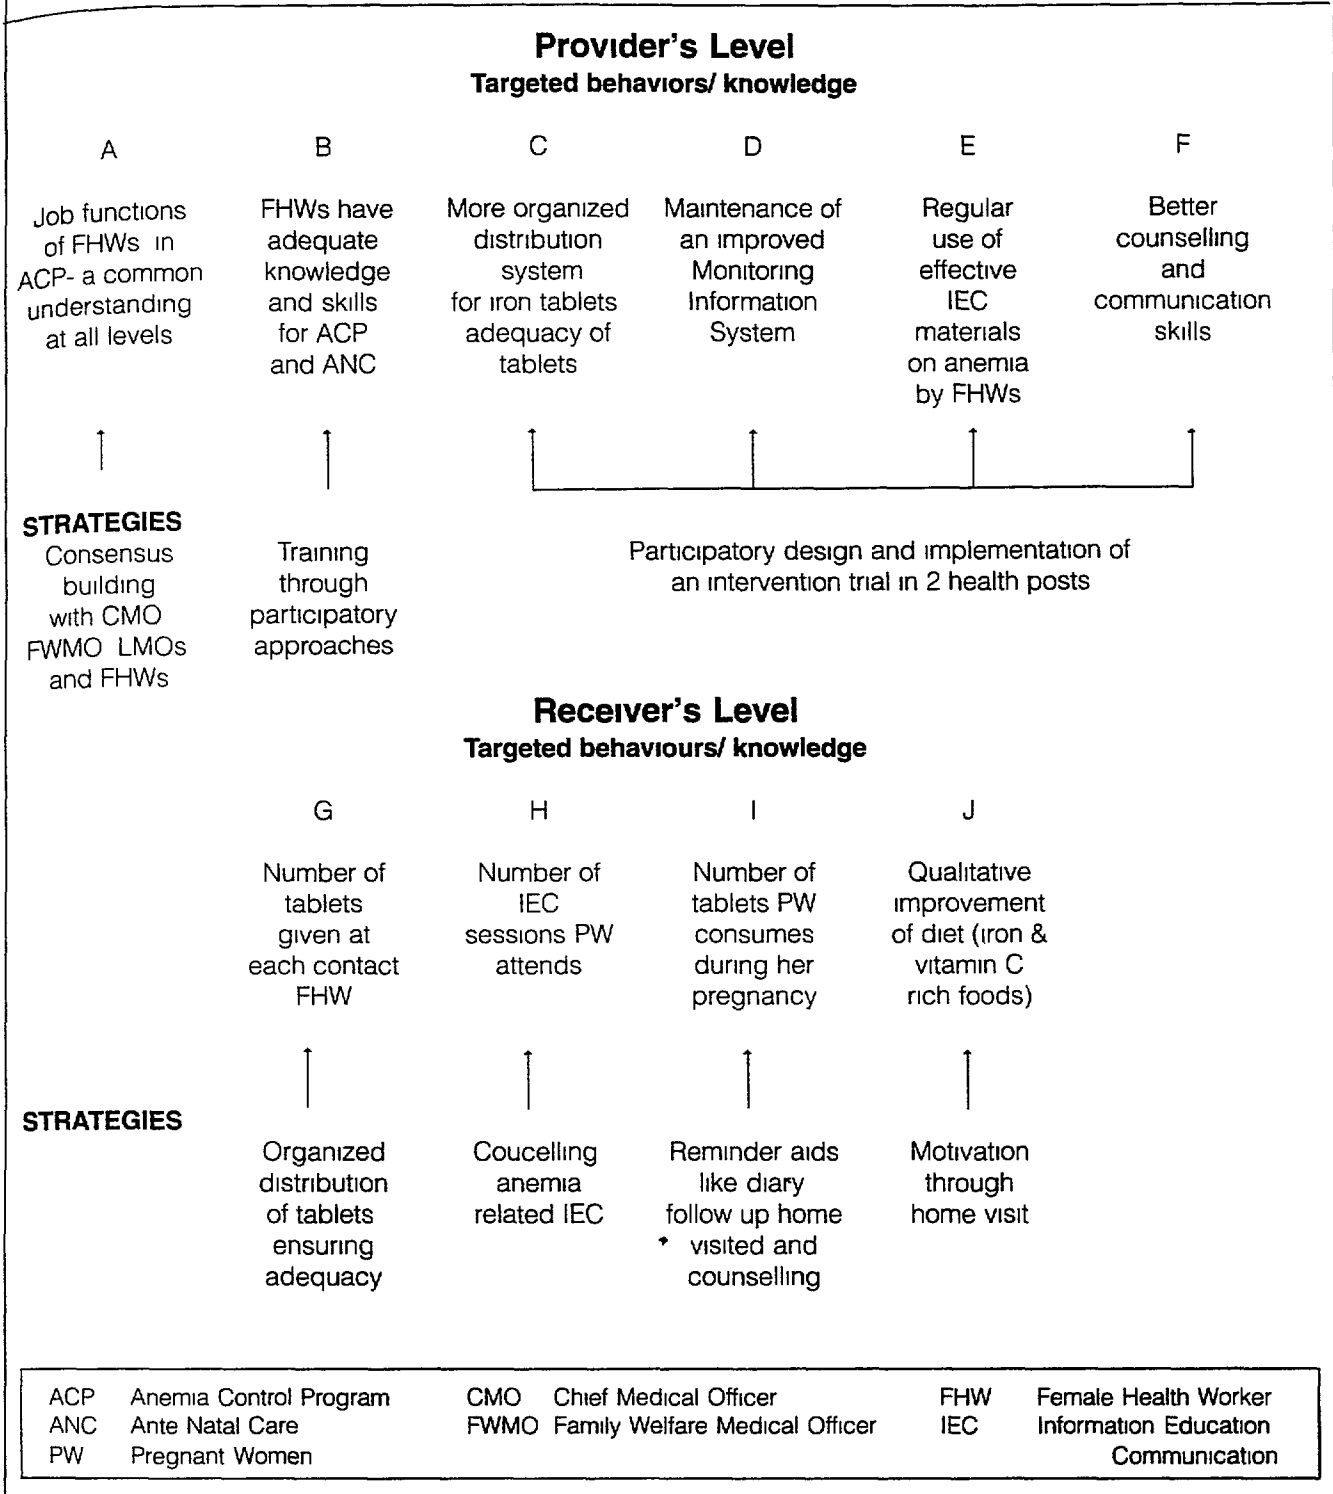 Provider's Level
Targeted behaviors/ knowledge
A
Job functions
of FHWs in
ACP- a common
understanding
at all levels
B
FHWs have
adequate
knowledge
and skills
for ACP
and ANC
C
More organized
distribution
system
for iron tablets
adequacy of
tablets
D
Maintenance of
an improved
Monitoring
Information
System
E
Regular
use of
effective
IEC
materials
on anemia
by FHWs
F
Better
counselling
and
communication
skills
STRATEGIES
Consensus
building
with CMO
FWMO LMOs
and FHWs
Training
through
participatory
approaches
Participatory design and implementation of
an intervention trial in 2 health posts
Receiver's Level
Targeted behaviours/ knowledge
G
Number of
tablets
given at
each contact
FHW
H
Number of
IEC
sessions PW
attends
I
Number of
tablets PW
consumes
during her
pregnancy
J
Qualitative
improvement
of diet (iron &
vitamin C
rich foods)
STRATEGIES
Organized
distribution
of tablets
ensuring
adequacy
Coucelling
anemia
related IEC
Reminder aids
like diary
follow up home
visited and
counselling
Motivation
through
home visit
ACP Anemia Control Program
ANC Ante Natal Care
PW Pregnant Women
CMO Chief Medical Officer
FWMO Family Welfare Medical Officer
FHW Female Health Worker
IEC Information Education
Communication